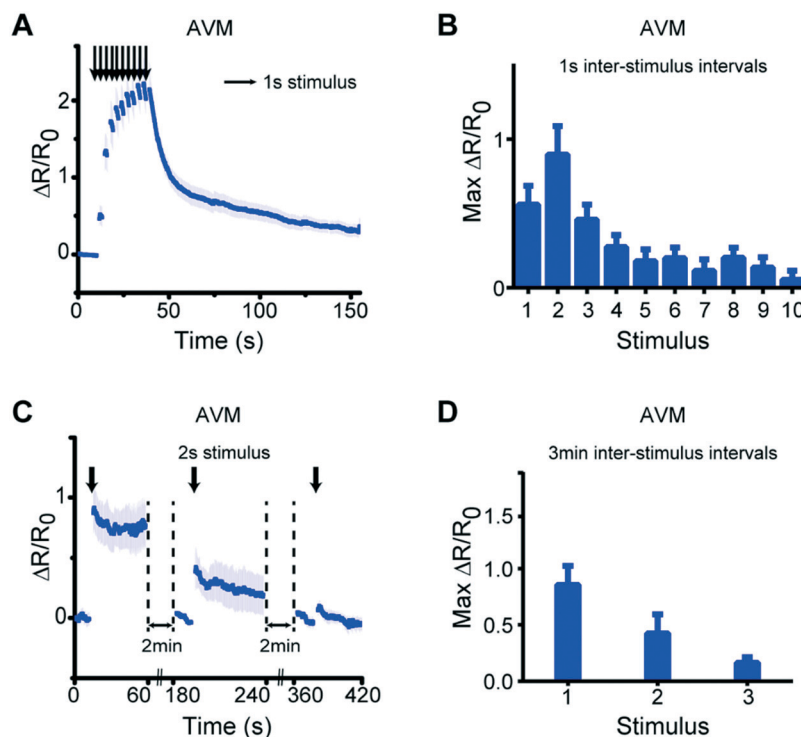 A
AVM
ΔR/R0
2
1
0
1s stimulus
0
50
100
150
Time (s)
B
AVM
1s inter-stimulus intervals
Max ΔR/R0
1
0
1
2
3
4
5
6
7
8
9
10
Stimulus
C
AVM
2s stimulus
ΔR/R0
1
0
2min
2min
0
60
180
240
360
420
Time (s)
D
AVM
3min inter-stimulus intervals
Max ΔR/R0
1.5
1.0
0.5
0.0
1
2
3
Stimulus